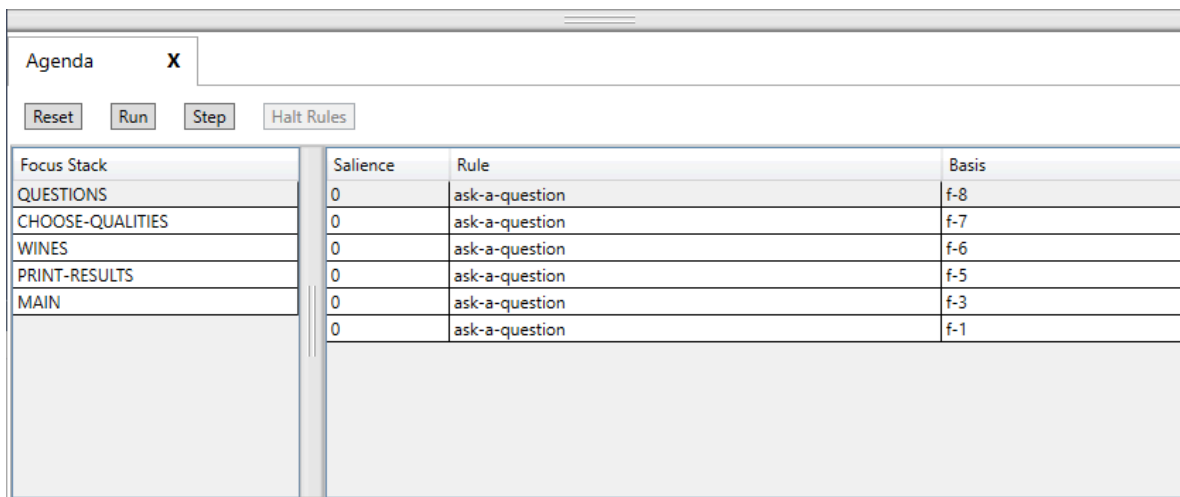 Agenda X
Reset Run Step Halt Rules
Focus Stack Salience Rule Basis
QUESTIONS 0 ask-a-question f-8
CHOOSE-QUALITIES 0 ask-a-question f-7
WINES 0 ask-a-question f-6
PRINT-RESULTS 0 ask-a-question f-5
MAIN 0 ask-a-question f-3
0 ask-a-question f-1